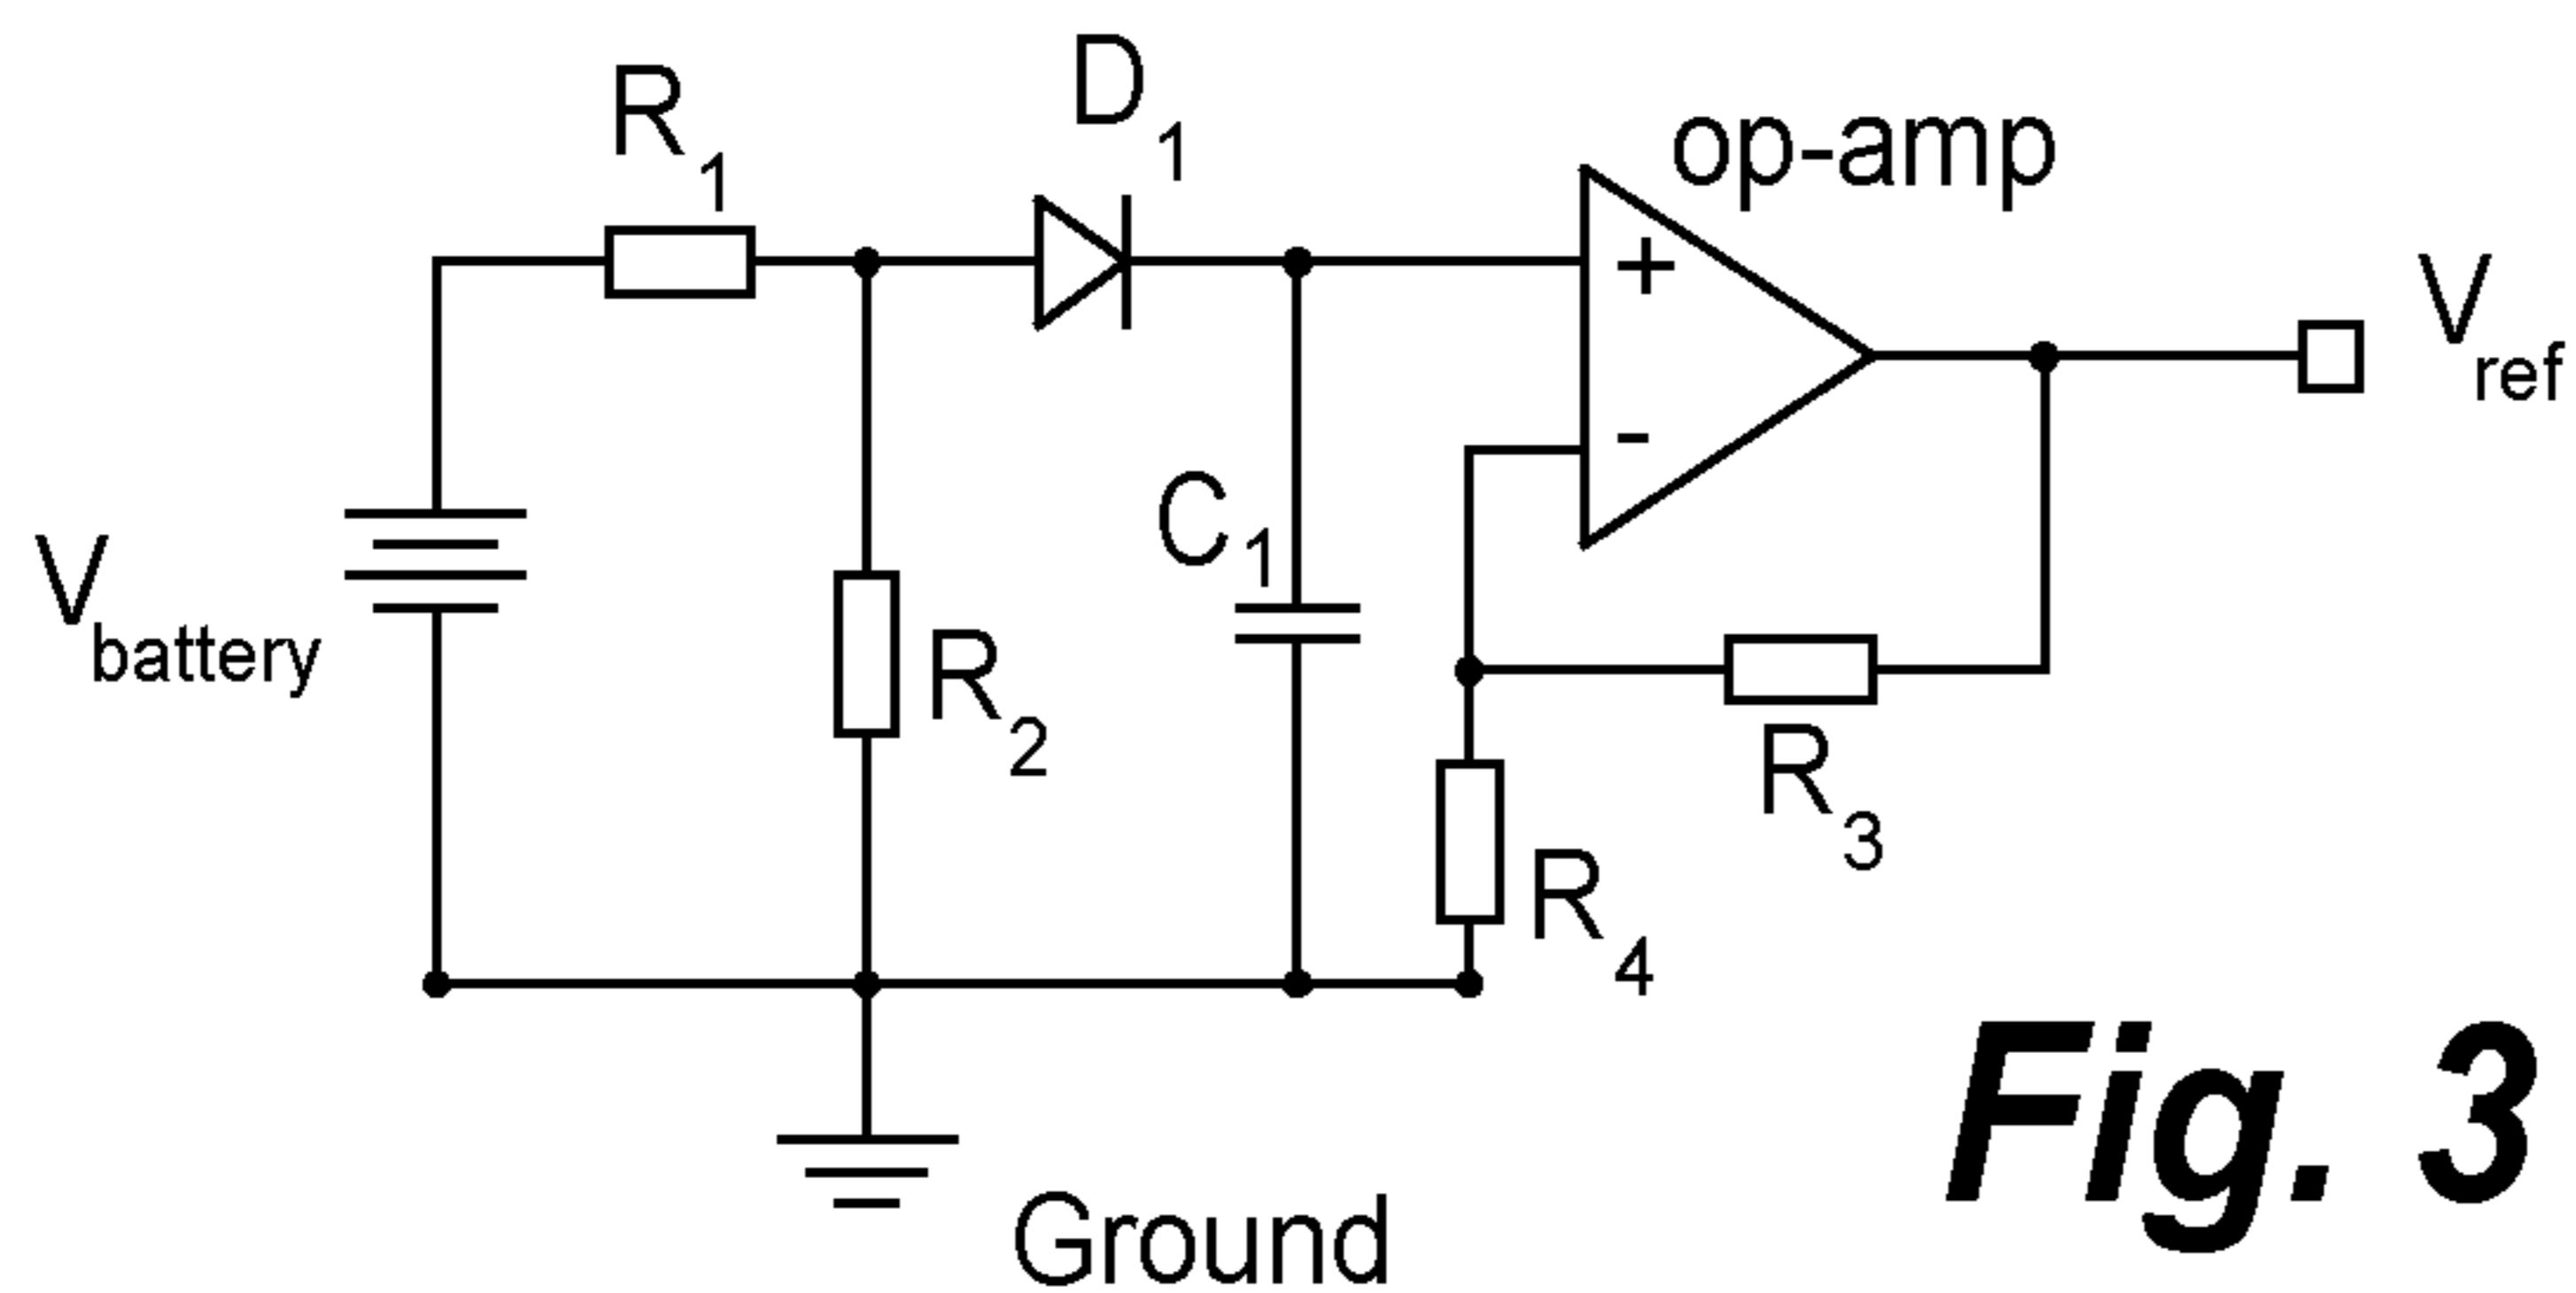 R1
D1
op-amp
+
Vref
-
C1
Vbattery
R2
R3
R4
Ground
Fig. 3